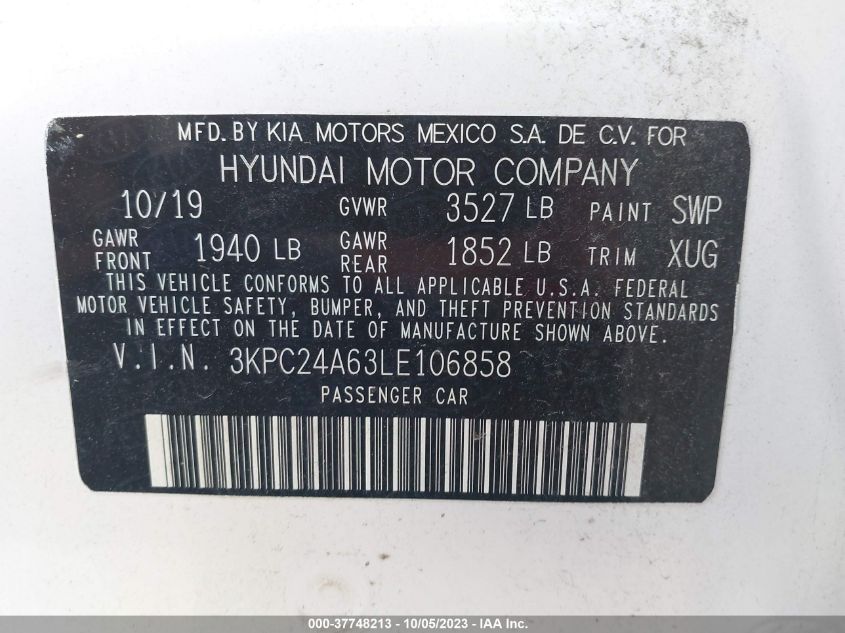 MFD. BY KIA MOTORS MEXICO S.A. DE C.V. FOR
HYUNDAI MOTOR COMPANY
10/19 GVWR 3527 LB PAINT SWP
GAWR FRONT 1940 LB GAWR REAR 1852 LB TRIM XUG
THIS VEHICLE CONFORMS TO ALL APPLICABLE U.S.A. FEDERAL
MOTOR VEHICLE SAFETY, BUMPER, AND THEFT PREVENTION STANDARDS
IN EFFECT ON THE DATE OF MANUFACTURE SHOWN ABOVE.
V.I.N. 3KPC24A63LE106858
PASSENGER CAR
000-37748213 - 10/05/2023 - IAA Inc.